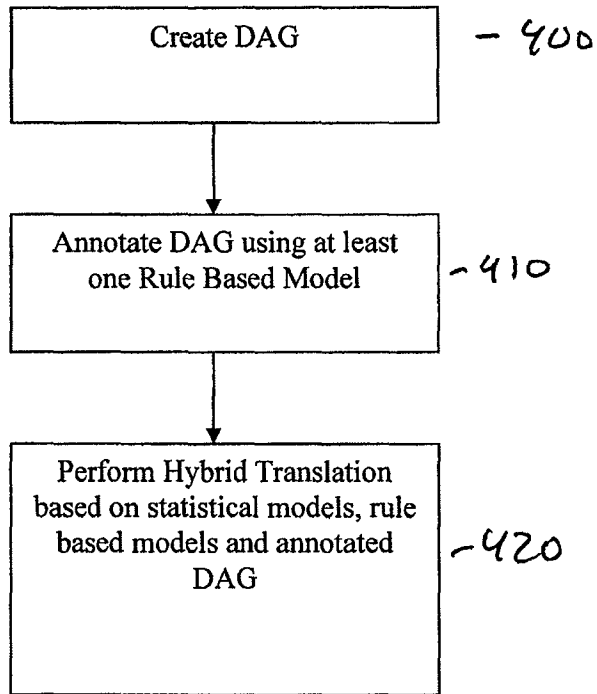 Create DAG
- 400
Annotate DAG using at least
one Rule Based Model
- 410
Perform Hybrid Translation
based on statistical models, rule
based models and annotated
DAG
- 420